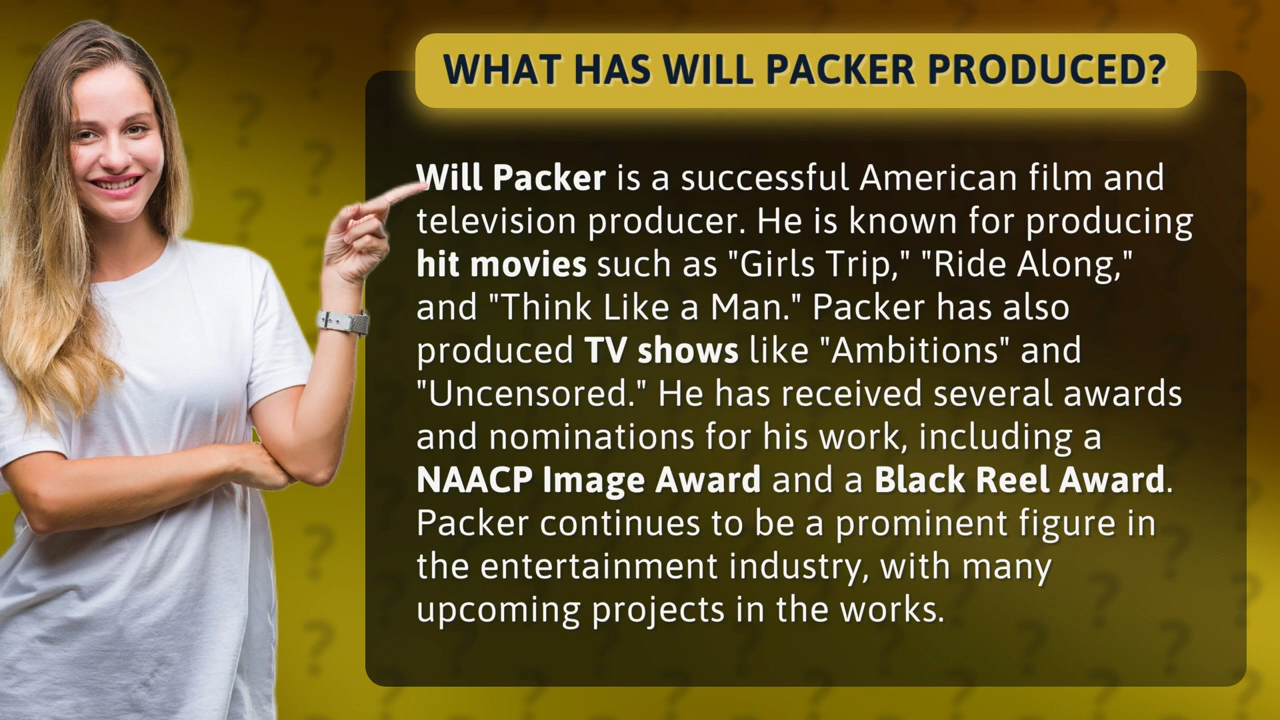 WHAT HAS WILL PACKER PRODUCED?
Will Packer is a successful American film and
television producer. He is known for producing
hit movies such as "Girls Trip," "Ride Along,"
and "Think Like a Man." Packer has also
produced TV shows like "Ambitions" and
"Uncensored." He has received several awards
and nominations for his work, including a
NAACP Image Award and a Black Reel Award.
Packer continues to be a prominent figure in
the entertainment industry, with many
upcoming projects in the works.